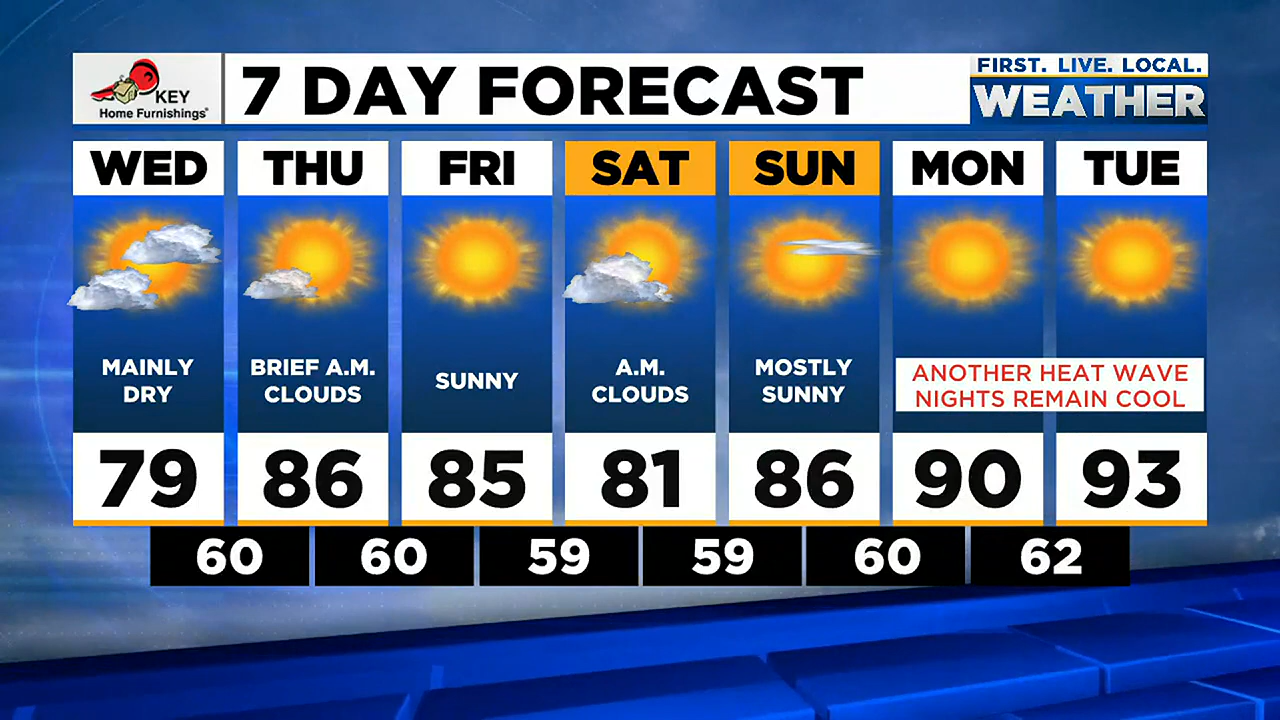 KEY
Home Furnishings®
7 DAY FORECAST
FIRST. LIVE. LOCAL.
WEATHER
WED
THU
FRI
SAT
SUN
MON
TUE
MAINLY
DRY
BRIEF A.M.
CLOUDS
SUNNY
A.M.
CLOUDS
MOSTLY
SUNNY
ANOTHER HEAT WAVE
NIGHTS REMAIN COOL
79
86
85
81
86
90
93
60
60
59
59
60
62